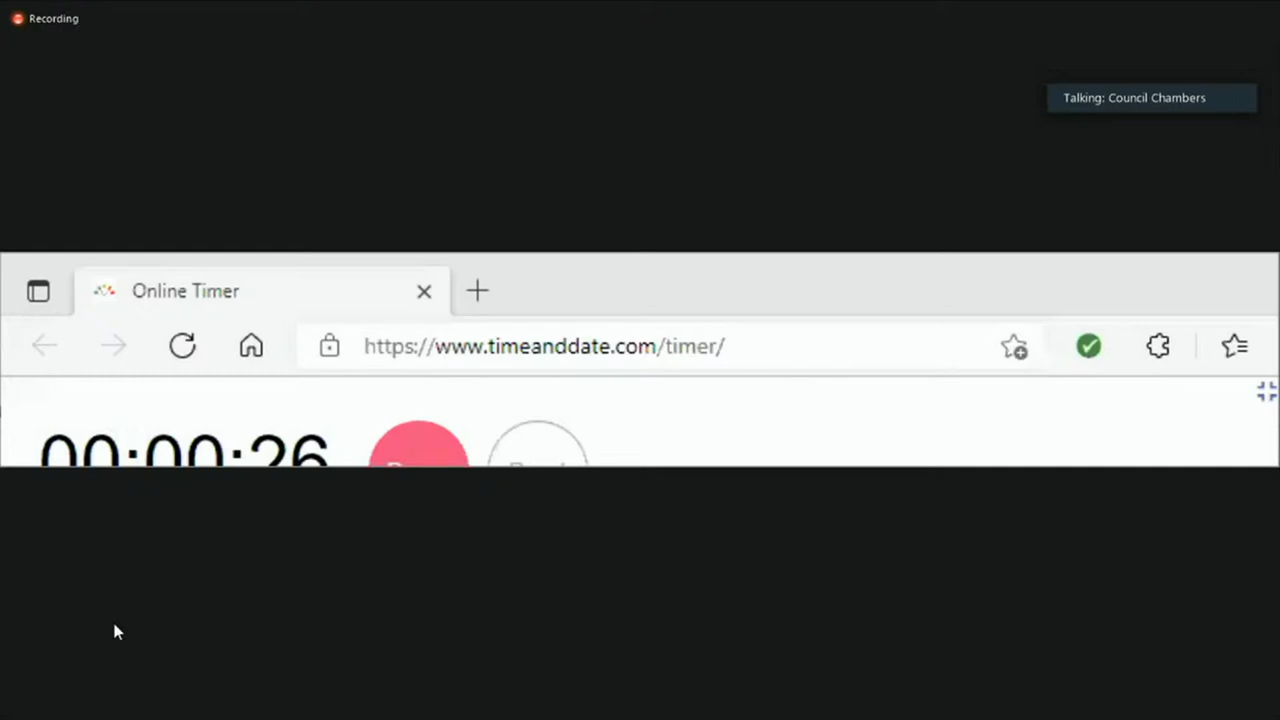 Recording
Talking: Council Chambers
Online Timer
https://www.timeanddate.com/timer/
00:00:26